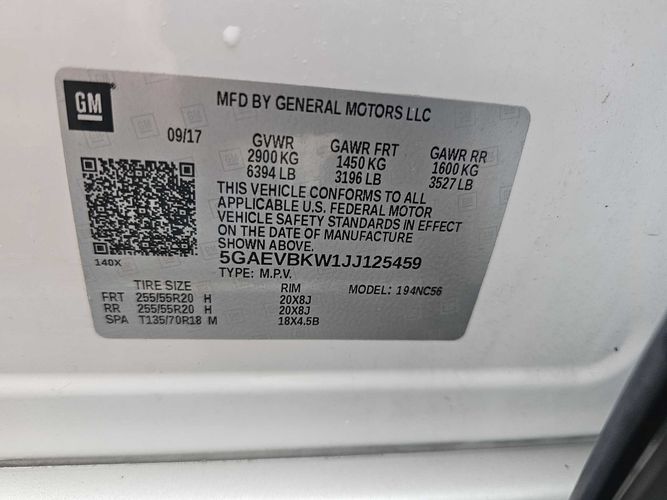 GM
MFD BY GENERAL MOTORS LLC
09/17
GVWR
2900 KG
6394 LB
GAWR FRT
1450 KG
3196 LB
GAWR RR
1600 KG
3527 LB
THIS VEHICLE CONFORMS TO ALL
APPLICABLE U.S. FEDERAL MOTOR
VEHICLE SAFETY STANDARDS IN EFFECT
ON THE DATE OF MANUFACTURE
SHOWN ABOVE.
140X
5GAEVBKW1JJ125459
TYPE: M.P.V.
TIRE SIZE RIM MODEL: 194NC56
FRT 255/55R20 H 20X8J
RR 255/55R20 H 20X8J
SPA T135/70R18 M 18X4.5B